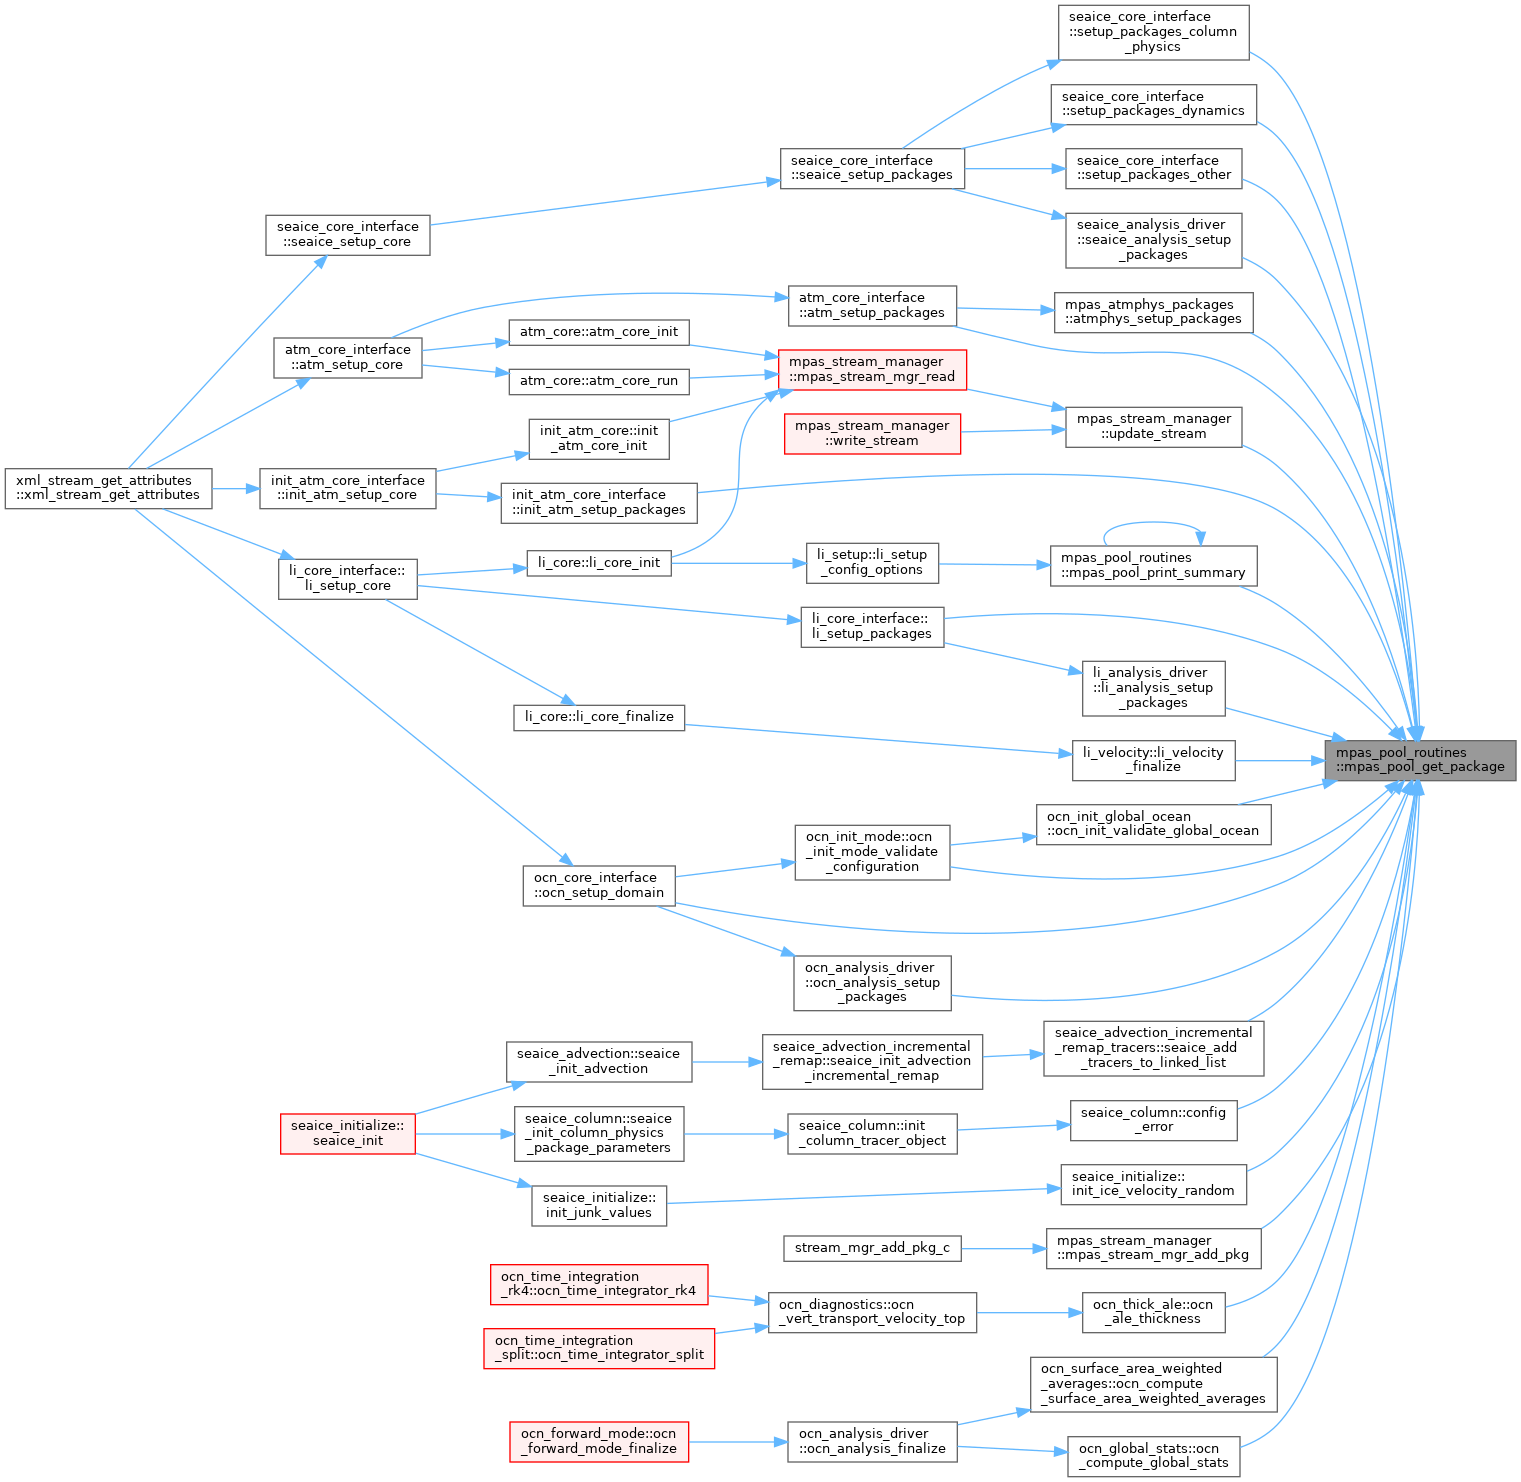 seaice_core_interface
::setup_packages_column
_physics
seaice_core_interface
::setup_packages_dynamics
seaice_core_interface
::seaice_setup_packages
seaice_core_interface
::setup_packages_other
seaice_core_interface
::seaice_setup_core
seaice_analysis_driver
::seaice_analysis_setup
_packages
atm_core_interface
::atm_setup_packages
mpas_atmphys_packages
::atmphys_setup_packages
atm_core::atm_core_init
atm_core_interface
::atm_setup_core
mpas_stream_manager
::mpas_stream_mgr_read
atm_core::atm_core_run
mpas_stream_manager
::write_stream
mpas_stream_manager
::update_stream
init_atm_core::init
_atm_core_init
xml_stream_get_attributes
::xml_stream_get_attributes
init_atm_core_interface
::init_atm_setup_core
init_atm_core_interface
::init_atm_setup_packages
li_core_interface::
li_setup_core
li_core::li_core_init
li_setup::li_setup
_config_options
mpas_pool_routines
::mpas_pool_print_summary
li_core_interface::
li_setup_packages
li_analysis_driver
::li_analysis_setup
_packages
li_core::li_core_finalize
li_velocity::li_velocity
_finalize
mpas_pool_routines
::mpas_pool_get_package
ocn_init_global_ocean
::ocn_init_validate_global_ocean
ocn_init_mode::ocn
_init_mode_validate
_configuration
ocn_core_interface
::ocn_setup_domain
ocn_analysis_driver
::ocn_analysis_setup
_packages
seaice_advection::seaice
_init_advection
seaice_advection_incremental
_remap::seaice_init_advection
_incremental_remap
seaice_advection_incremental
_remap_tracers::seaice_add
_tracers_to_linked_list
seaice_initialize::
seaice_init
seaice_column::seaice
_init_column_physics
_package_parameters
seaice_column::init
_column_tracer_object
seaice_column::config
_error
seaice_initialize::
init_junk_values
seaice_initialize::
init_ice_velocity_random
stream_mgr_add_pkg_c
mpas_stream_manager
::mpas_stream_mgr_add_pkg
ocn_time_integration
_rk4::ocn_time_integrator_rk4
ocn_diagnostics::ocn
_vert_transport_velocity_top
ocn_thick_ale::ocn
_ale_thickness
ocn_time_integration
_split::ocn_time_integrator_split
ocn_surface_area_weighted
_averages::ocn_compute
_surface_area_weighted_averages
ocn_forward_mode::ocn
_forward_mode_finalize
ocn_analysis_driver
::ocn_analysis_finalize
ocn_global_stats::ocn
_compute_global_stats